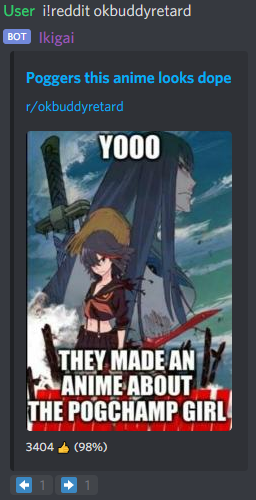 User i!reddit okbuddyretard
BOT Ikigai
Poggers this anime looks dope
r/okbuddyretard
YOOO
THEY MADE AN
ANIME ABOUT
THE POGCHAMP GIRL
3404 👍 (98%)
⬅️ 1 ➡️ 1